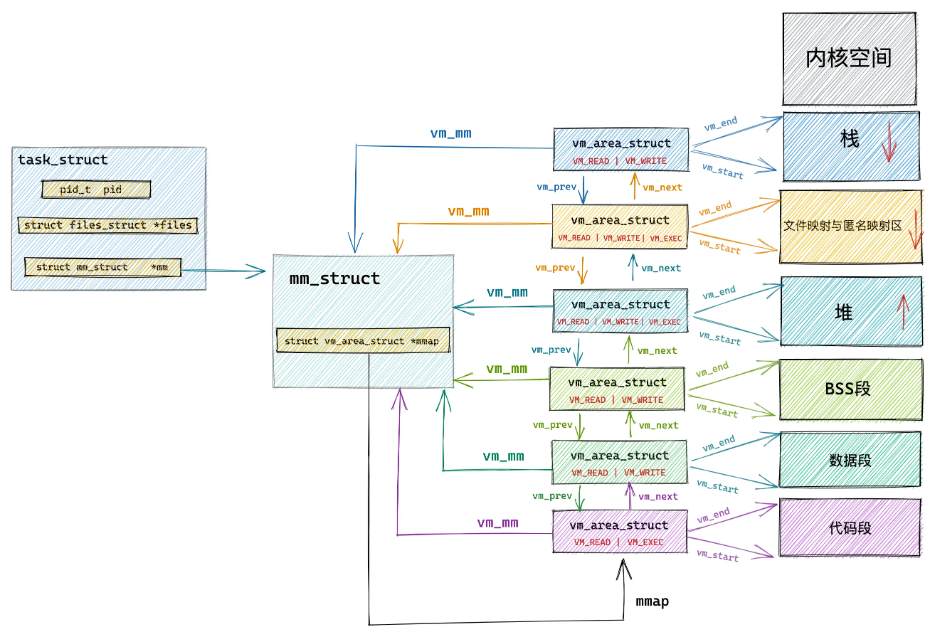 内核空间
vm_end
栈
vm_start
vm_mm
vm_area_struct
VM_READ | VM_WRITE
task_struct
pid_t pid
struct files_struct *files
struct mm_struct *mm
vm_prev
vm_next
vm_mm
vm_area_struct
VM_READ | VM_WRITE| VM_EXEC
vm_end
文件映射与匿名映射区
vm_start
vm_prev
vm_next
mm_struct
struct vm_area_struct *mmap
vm_mm
vm_area_struct
VM_READ | VM_WRITE| VM_EXEC
vm_end
堆
vm_start
vm_prev
vm_next
vm_mm
vm_area_struct
VM_READ | VM_WRITE
vm_end
BSS段
vm_start
vm_prev
vm_next
vm_mm
vm_area_struct
VM_READ | VM_WRITE
vm_end
数据段
vm_start
vm_prev
vm_next
vm_mm
vm_area_struct
VM_READ | VM_EXEC
vm_end
代码段
vm_start
mmap